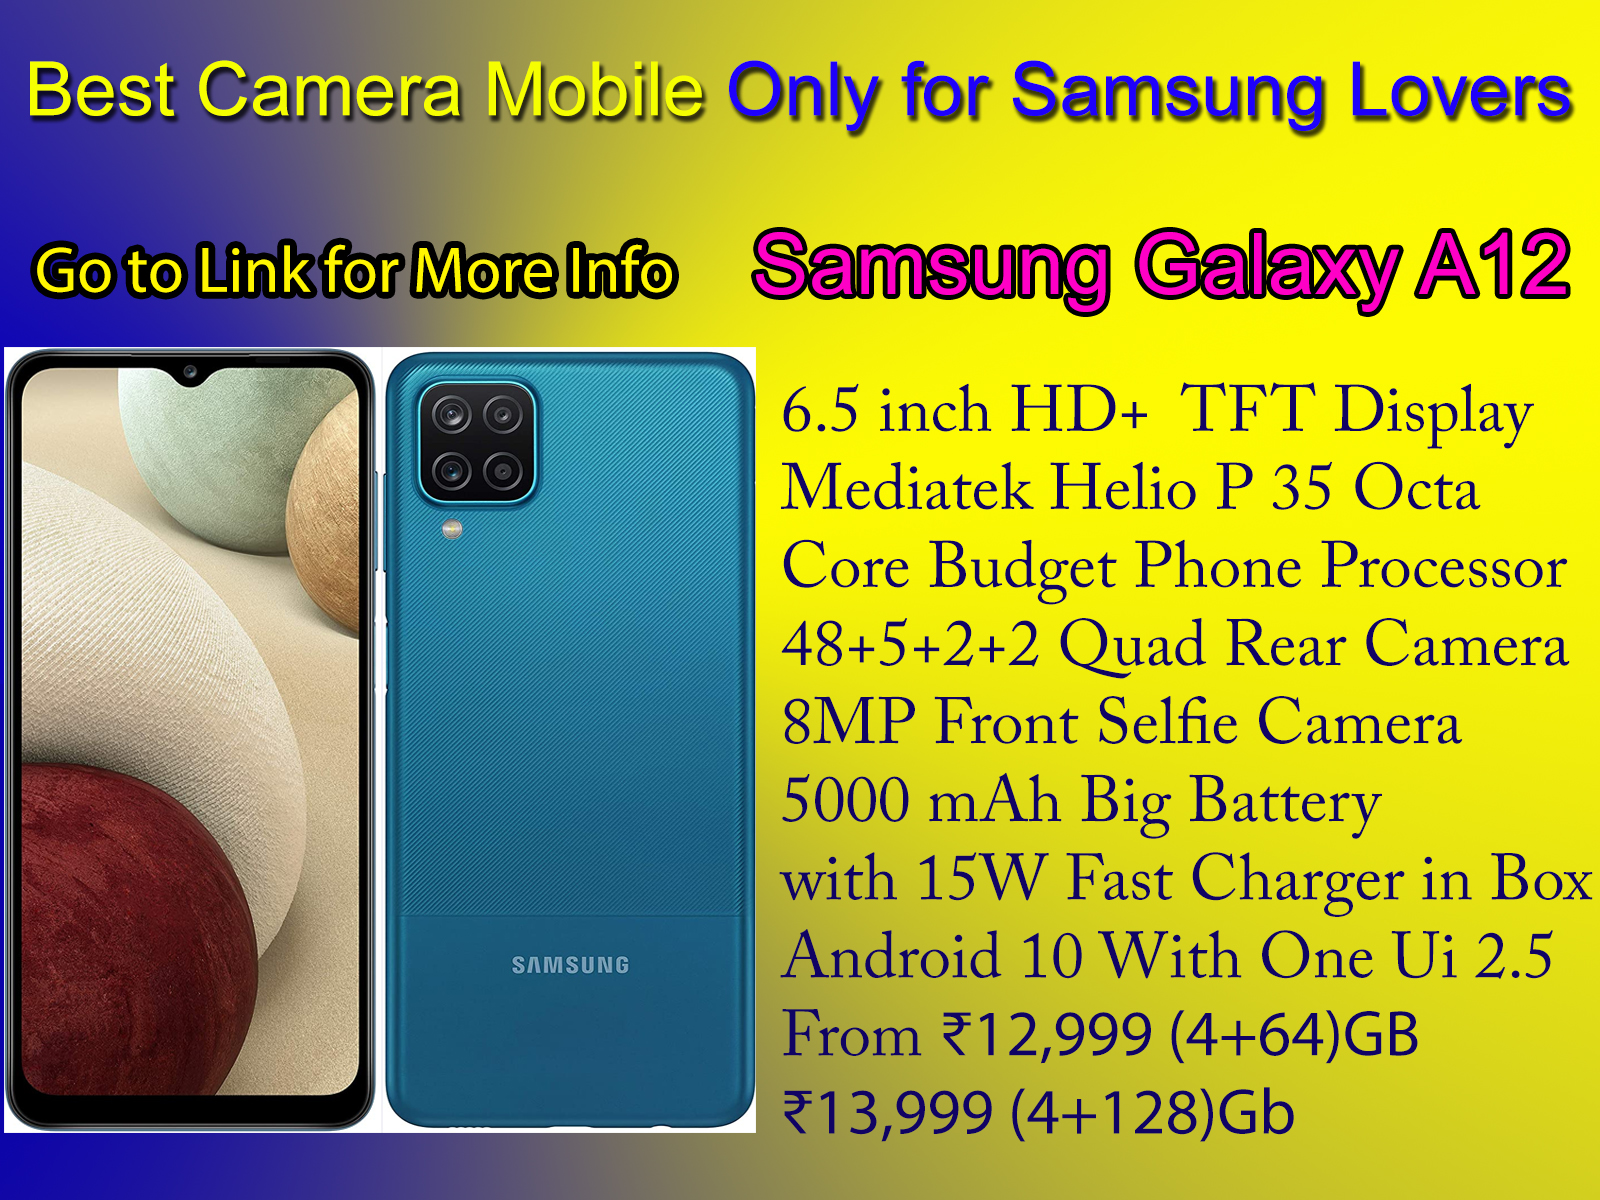 Best Camera Mobile Only for Samsung Lovers
Go to Link for More Info
Samsung Galaxy A12
SAMSUNG
6.5 inch HD+ TFT Display
Mediatek Helio P 35 Octa
Core Budget Phone Processor
48+5+2+2 Quad Rear Camera
8MP Front Selfie Camera
5000 mAh Big Battery
with 15W Fast Charger in Box
Android 10 With One Ui 2.5
From ₹12,999 (4+64)GB
₹13,999 (4+128)Gb